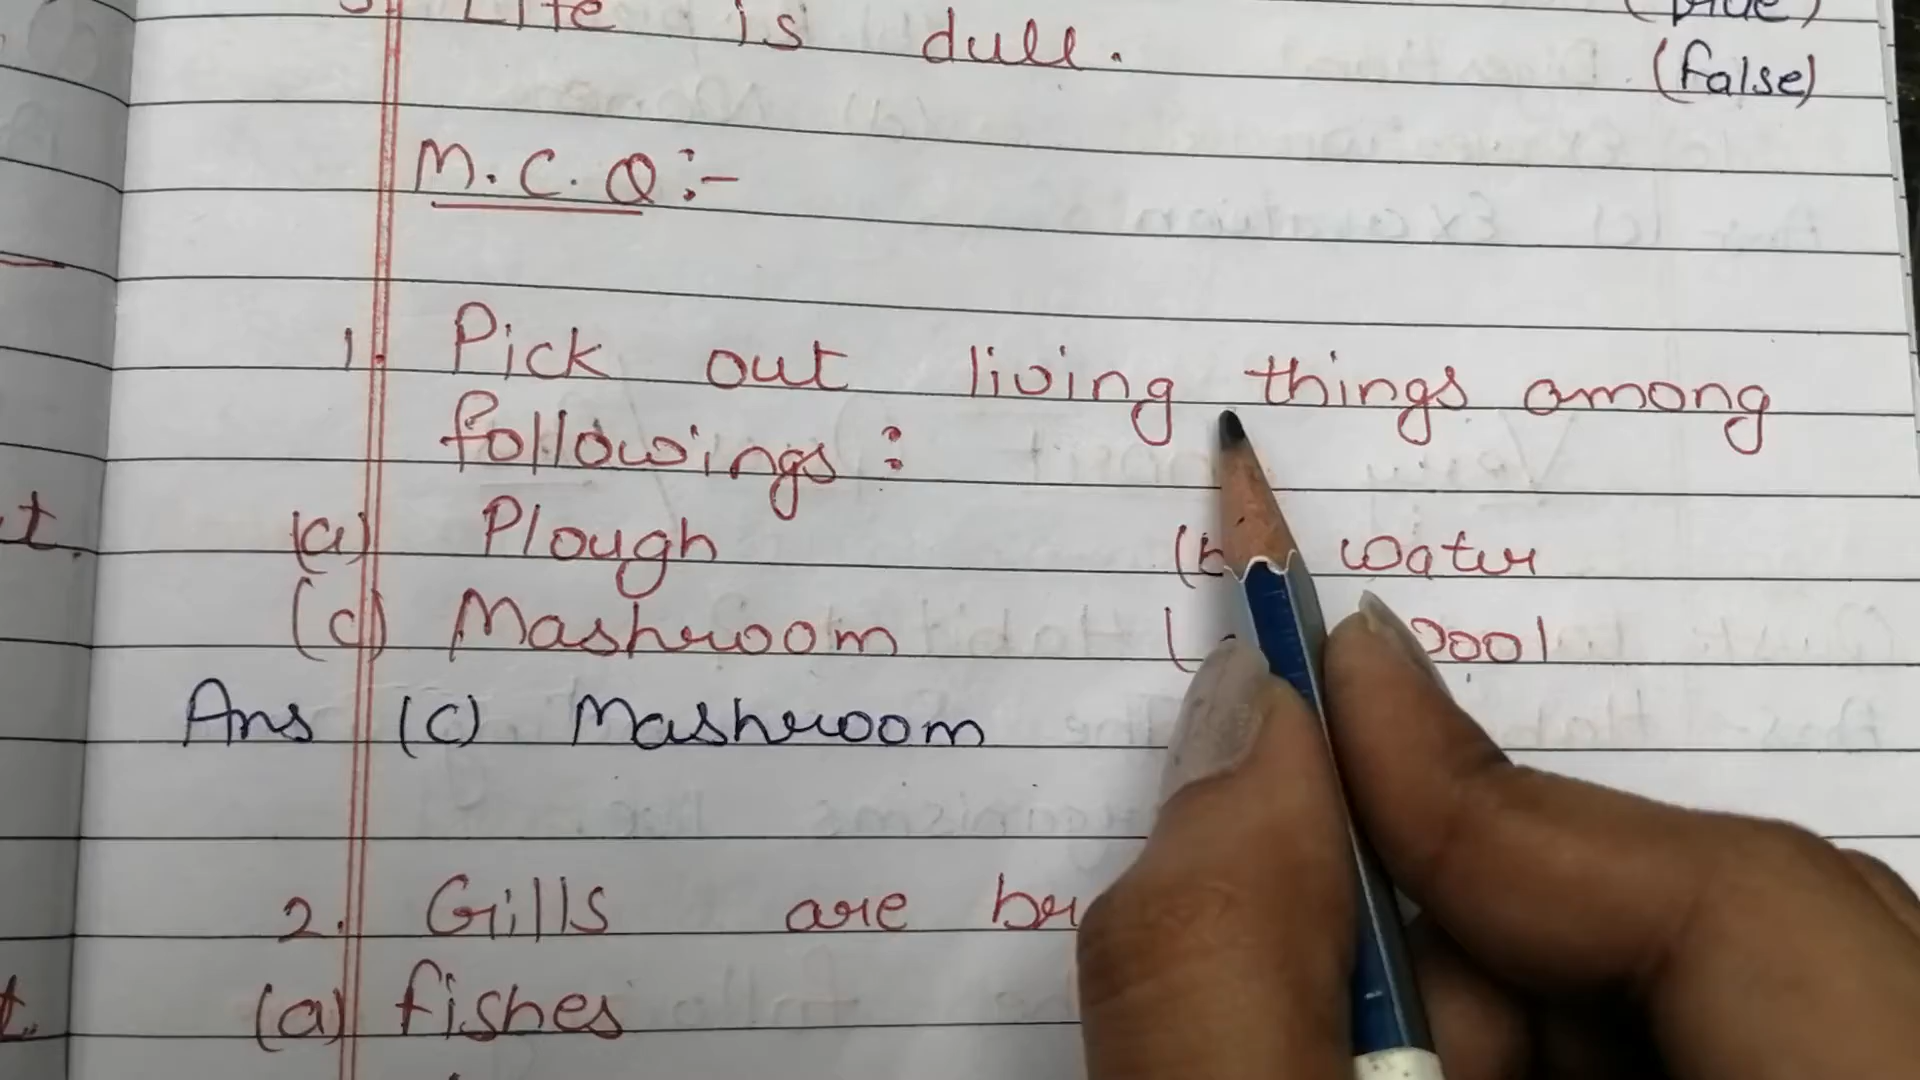 Life is dull.
(false)
M.C.Q:-
1. Pick out living things among
followings:
(a) Plough water
(c) Mashroom
Ans (c) Mashroom
2. Gills are
(a) fishes